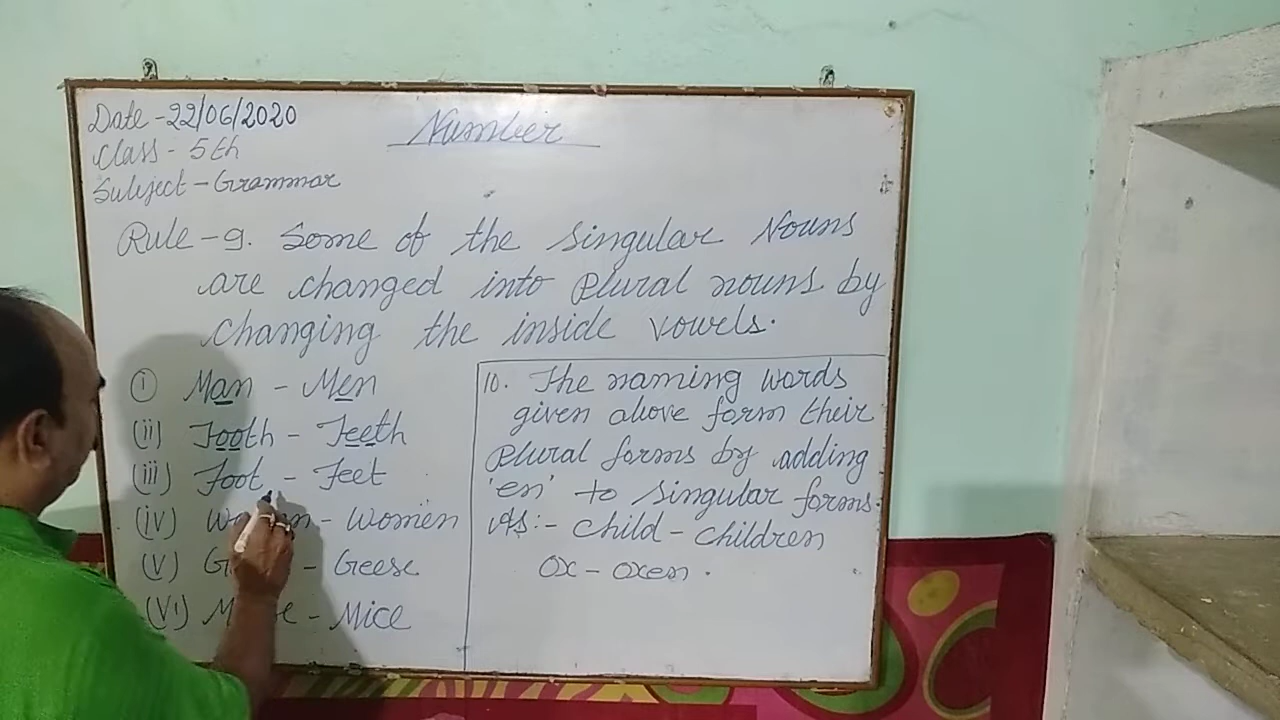 Date - 22/06/2020
Class - 5th
Subject - Grammar
Number
Rule - 9. Some of the singular Nouns
are changed into plural nouns by
changing the inside vowels.
(i) Man - Men
(ii) Tooth - Teeth
(iii) Foot - Feet
(iv) - Women
(v) - Geese
(vi) - Mice
10. The naming words
given above form their
plural forms by adding
'en' to singular forms.
As :- Child - Children
Ox - Oxen .